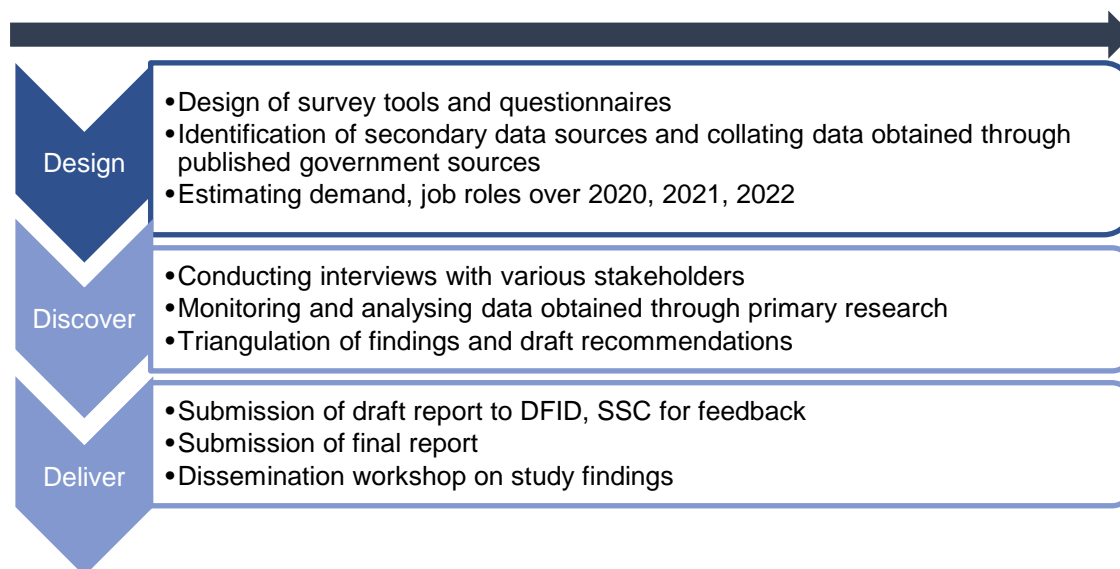 Design
•Design of survey tools and questionnaires
•Identification of secondary data sources and collating data obtained through
published government sources
•Estimating demand, job roles over 2020, 2021, 2022
Discover
•Conducting interviews with various stakeholders
•Monitoring and analysing data obtained through primary research
•Triangulation of findings and draft recommendations
Deliver
•Submission of draft report to DFID, SSC for feedback
•Submission of final report
•Dissemination workshop on study findings